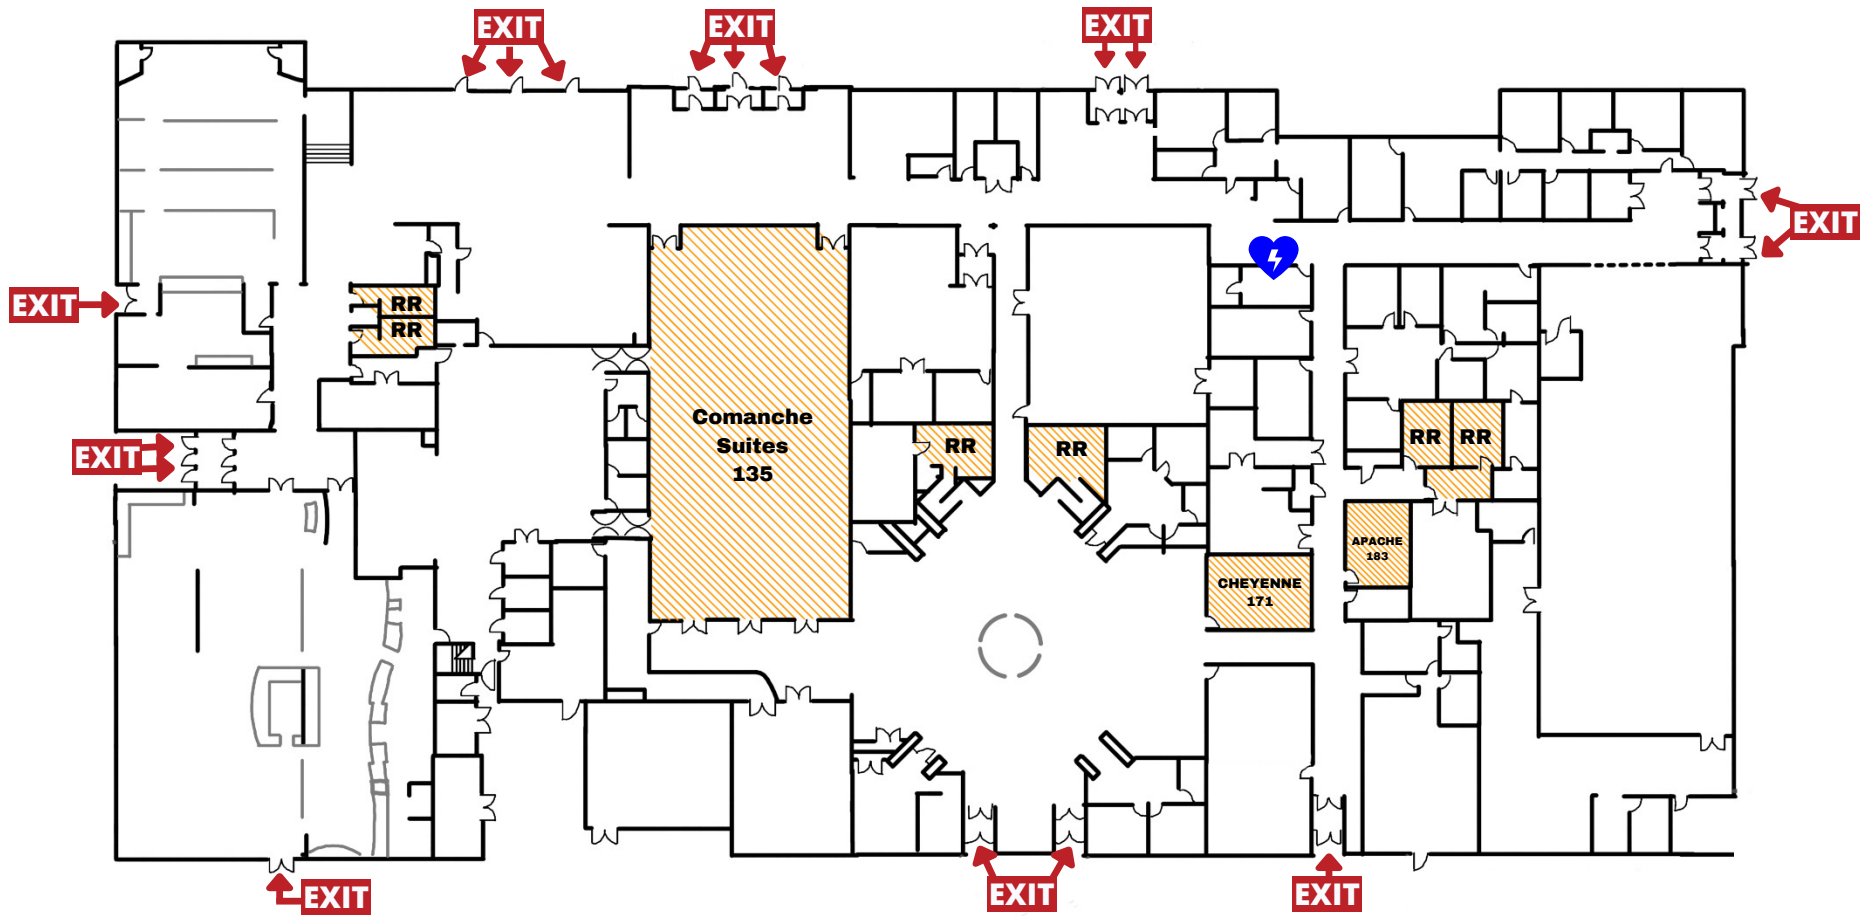 EXIT
EXIT
EXIT
EXIT
EXIT
RR
RR
Comanche
Suites
135
RR
RR
RR
RR
EXIT
APACHE
183
CHEYENNE
171
EXIT
EXIT
EXIT